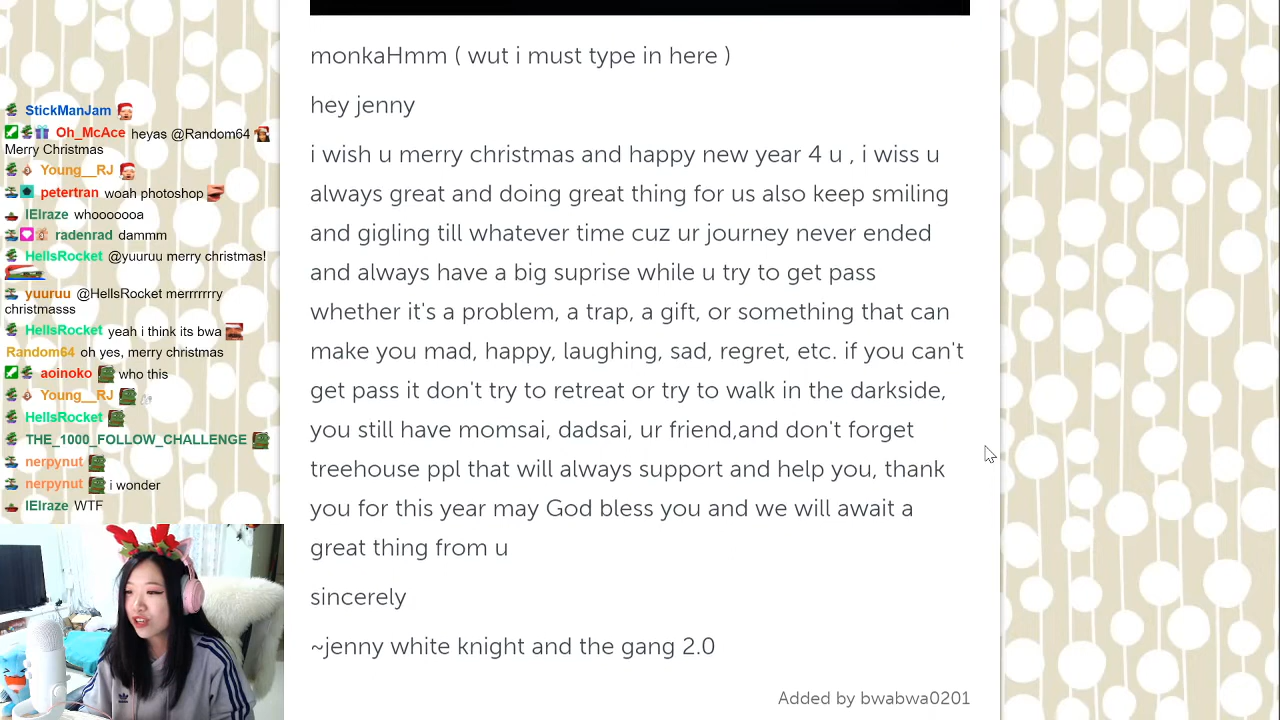 monkaHmm ( wut i must type in here )
hey jenny
i wish u merry christmas and happy new year 4 u , i wiss u
always great and doing great thing for us also keep smiling
and gigling till whatever time cuz ur journey never ended
and always have a big suprise while u try to get pass
whether it's a problem, a trap, a gift, or something that can
make you mad, happy, laughing, sad, regret, etc. if you can't
get pass it don't try to retreat or try to walk in the darkside,
you still have momsai, dadsai, ur friend,and don't forget
treehouse ppl that will always support and help you, thank
you for this year may God bless you and we will await a
great thing from u
sincerely
~jenny white knight and the gang 2.0
Added by bwabwa0201
StickManJam
Oh_McAce heyas @Random64
Merry Christmas
Young__RJ
petertran woah photoshop
IEIraze whooooooa
radenrad dammm
HellsRocket @yuuruu merry christmas!
yuuruu @HellsRocket merrrrrrry
christmasss
HellsRocket yeah i think its bwa
Random64 oh yes, merry christmas
aoinoko who this
Young__RJ
HellsRocket
THE_1000_FOLLOW_CHALLENGE
nerpynut
nerpynut i wonder
IEIraze WTF